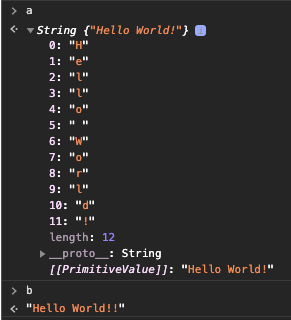 > a
<· ▼ String {"Hello World!"} i
0: "H"
1: "e"
2: "l"
3: "l"
4: "o"
5: " "
6: "W"
7: "o"
8: "r"
9: "l"
10: "d"
11: "!"
length: 12
▶ __proto__: String
[[PrimitiveValue]]: "Hello World!"
> b
<· "Hello World!!"